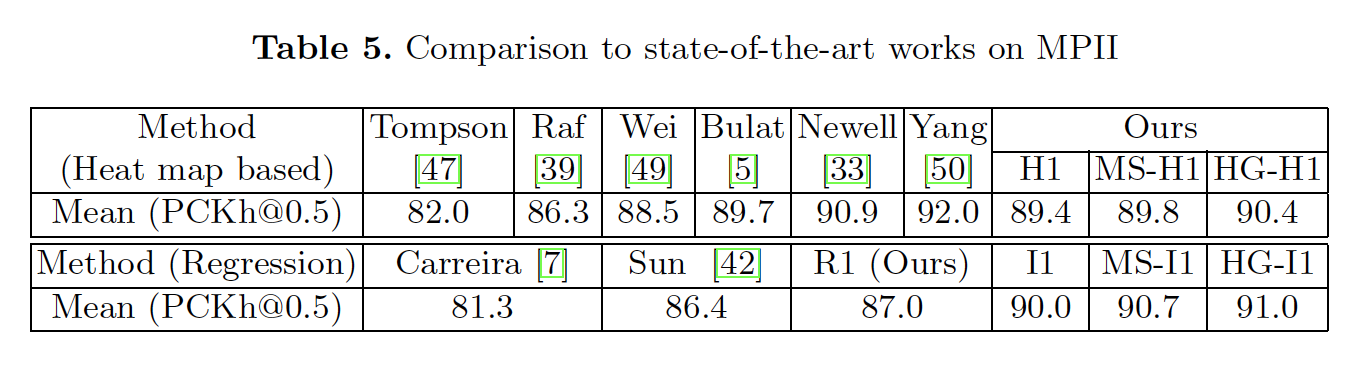 Table 5. Comparison to state-of-the-art works on MPII
Method Tompson Raf Wei Bulat Newell Yang Ours
(Heat map based) [47] [39] [49] [5] [33] [50] H1 MS-H1 HG-H1
Mean (PCKh@0.5) 82.0 86.3 88.5 89.7 90.9 92.0 89.4 89.8 90.4
Method (Regression) Carreira [7] Sun [42] R1 (Ours) I1 MS-I1 HG-I1
Mean (PCKh@0.5) 81.3 86.4 87.0 90.0 90.7 91.0